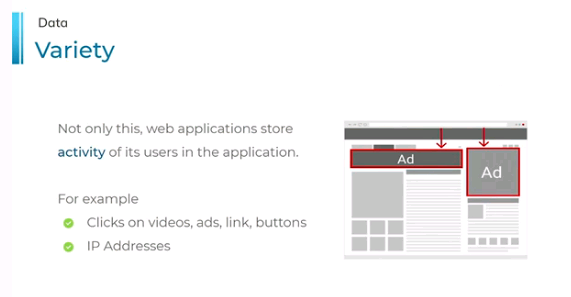 Data
Variety
Not only this, web applications store
activity of its users in the application.
For example
Clicks on videos, ads, link, buttons
IP Addresses
Ad
Ad